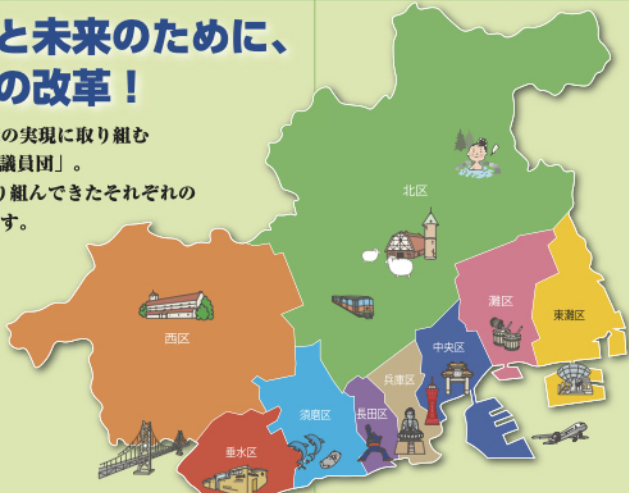 と未来のために、
の改革！
の実現に取り組む
議員団」。
り組んできたそれぞれの
す。
北区
灘区
東灘区
西区
中央区
兵庫区
須磨区
長田区
垂水区